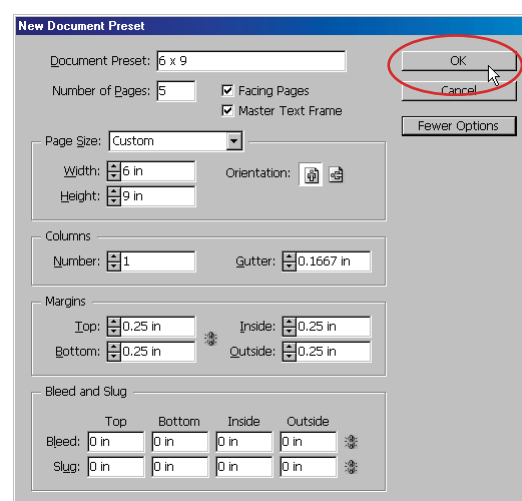 New Document Preset
Document Preset: 6 x 9
OK
Number of Pages: 5
Facing Pages
Cancel
Master Text Frame
Fewer Options
Page Size: Custom
Width: 6 in
Orientation:
Height: 9 in
Columns
Number: 1
Gutter: 0.1667 in
Margins
Top: 0.25 in
Inside: 0.25 in
Bottom: 0.25 in
Outside: 0.25 in
Bleed and Slug
Top Bottom Inside Outside
Bleed: 0 in 0 in 0 in 0 in
Slug: 0 in 0 in 0 in 0 in